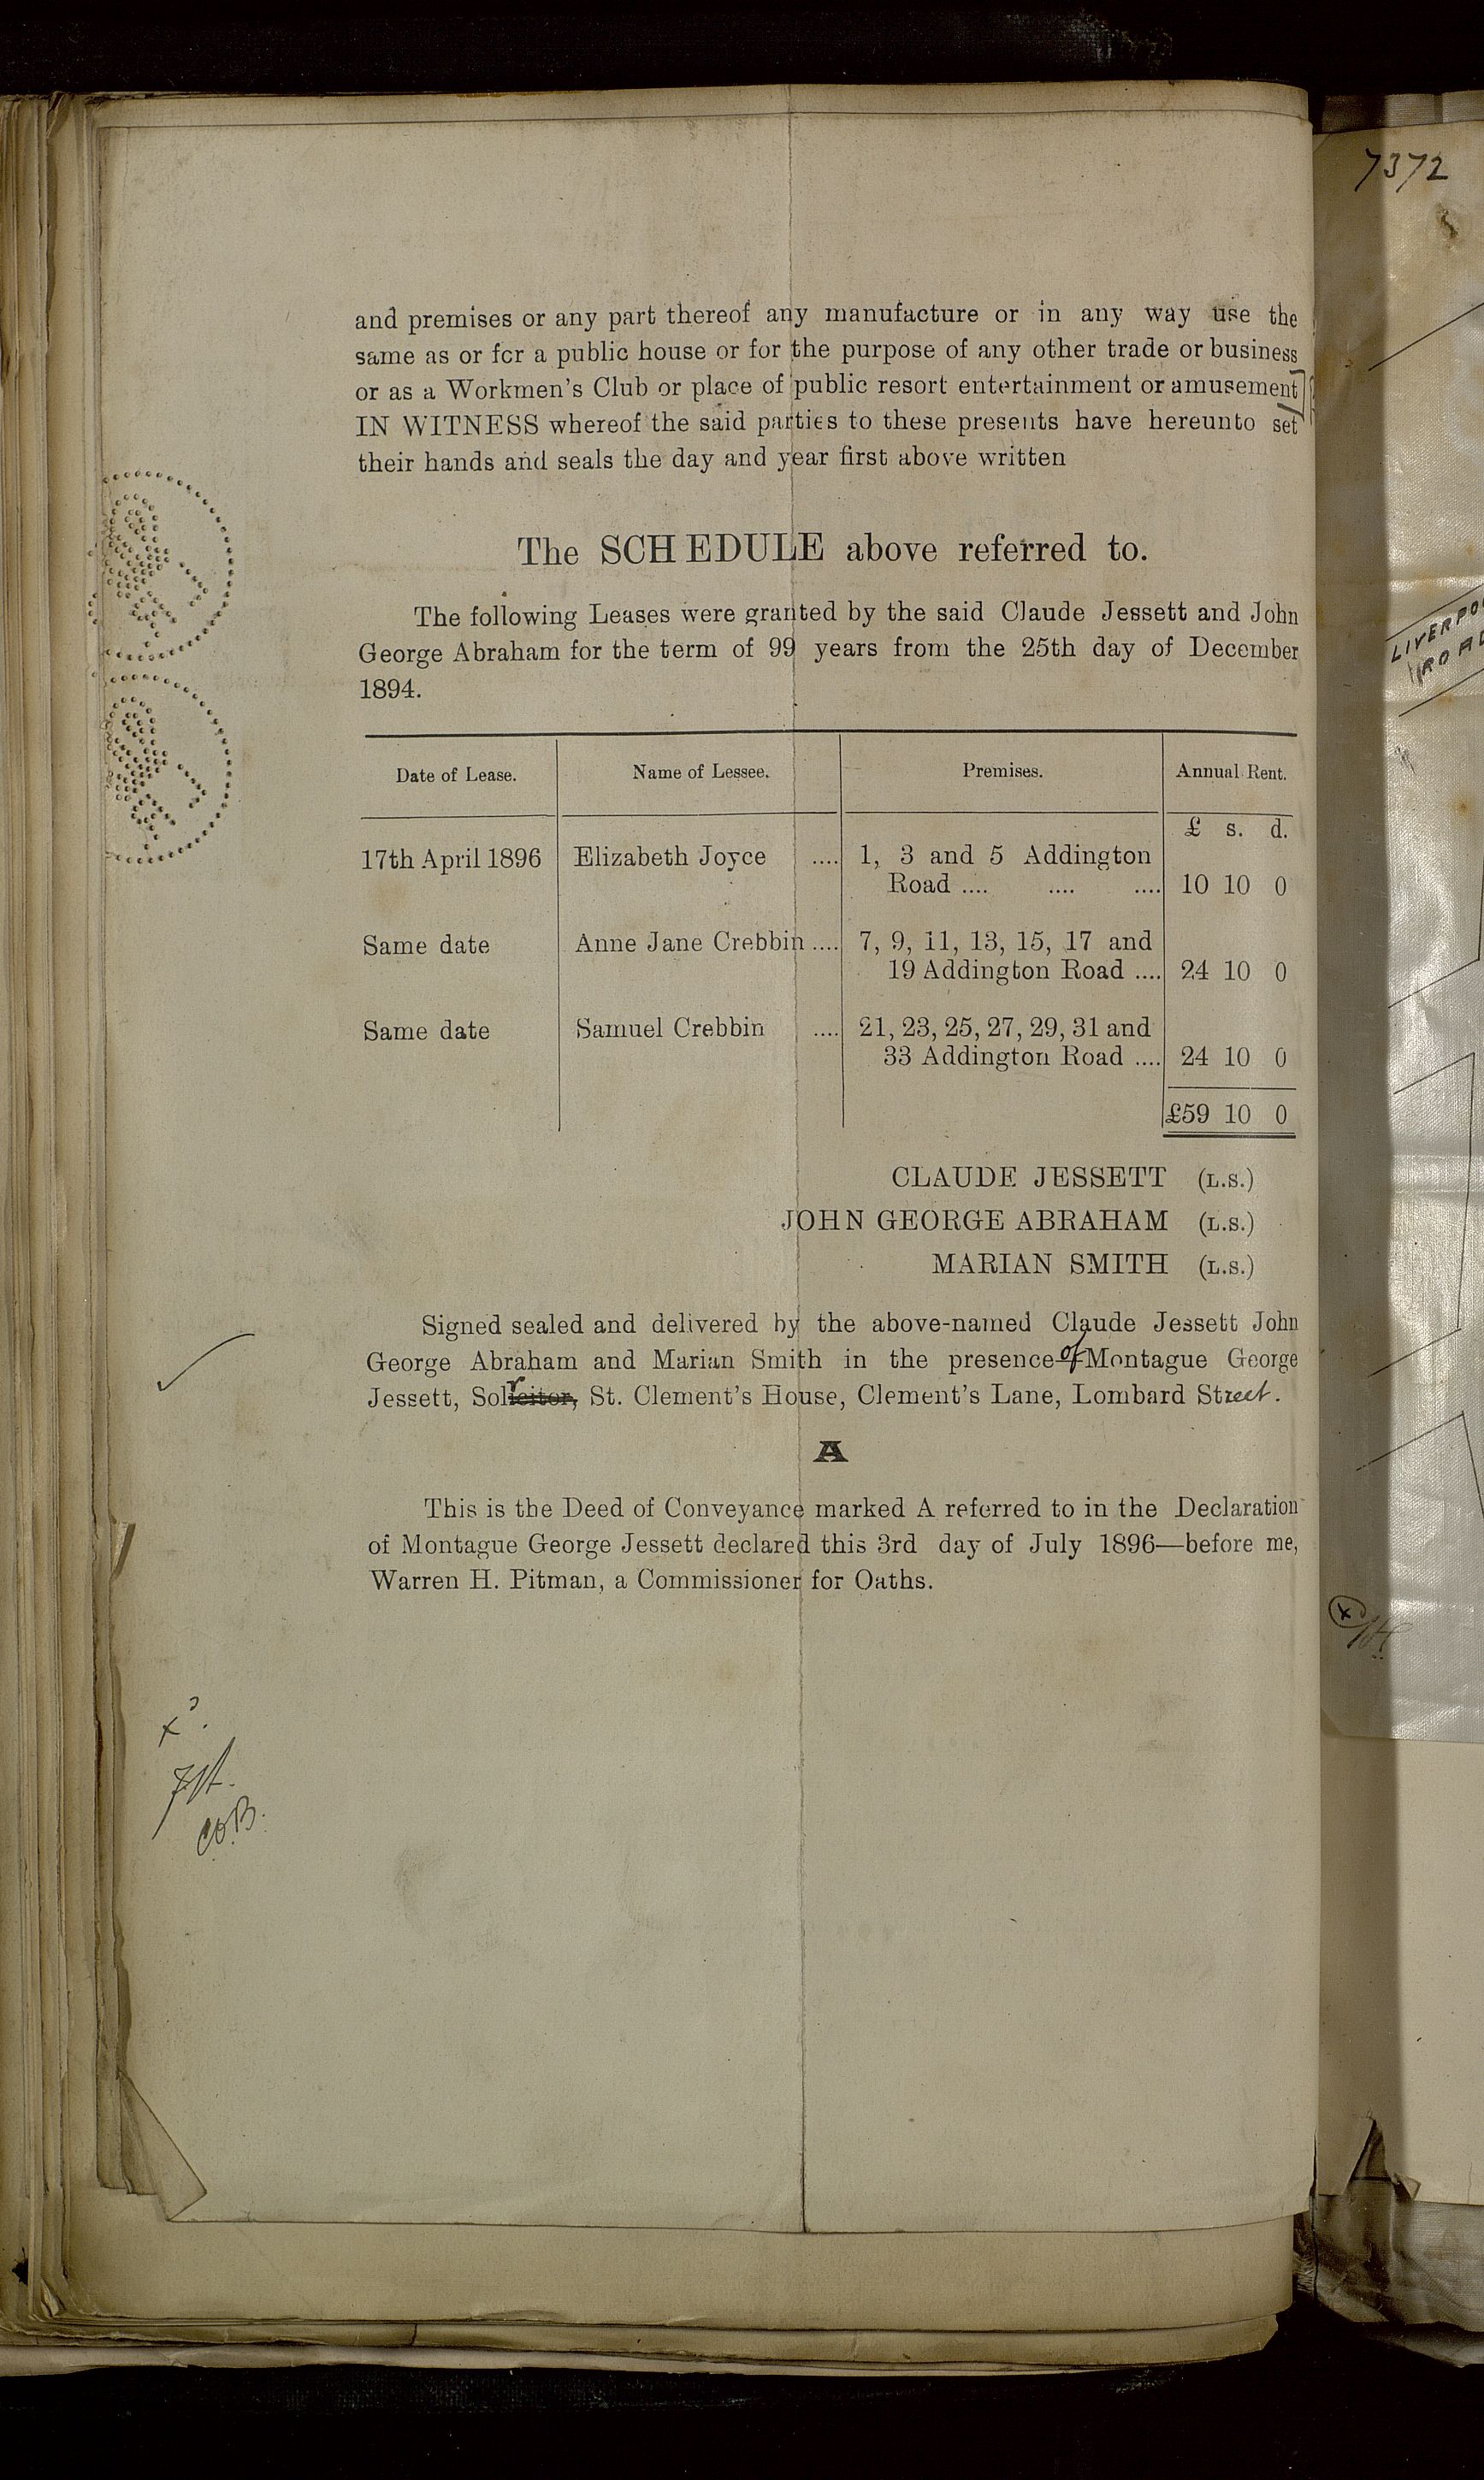 7372
and premises or any part thereof any manufacture or in any way use the
same as or for a public house or for the purpose of any other trade or business
or as a Workmen's Club or place of public resort entertainment or amusement
IN WITNESS whereof the said parties to these presents have hereunto set
their hands and seals the day and year first above written
The SCHEDULE above referred to.
The following Leases were granted by the said Claude Jessett and John
George Abraham for the term of 99 years from the 25th day of December
1894.
Date of Lease. Name of Lessee. Premises. Annual Rent.
£ s. d.
17th April 1896 Elizabeth Joyce .... 1, 3 and 5 Addington
Road .... .... .... 10 10 0
Same date Anne Jane Crebbin .... 7, 9, 11, 13, 15, 17 and
19 Addington Road .... 24 10 0
Same date Samuel Crebbin .... 21, 23, 25, 27, 29, 31 and
33 Addington Road .... 24 10 0
£59 10 0
CLAUDE JESSETT (L.S.)
JOHN GEORGE ABRAHAM (L.S.)
MARIAN SMITH (L.S.)
Signed sealed and delivered by the above-named Claude Jessett John
George Abraham and Marian Smith in the presence of Montague George
Jessett, Solr St. Clement's House, Clement's Lane, Lombard Street.
A
This is the Deed of Conveyance marked A referred to in the Declaration
of Montague George Jessett declared this 3rd day of July 1896—before me,
Warren H. Pitman, a Commissioner for Oaths.